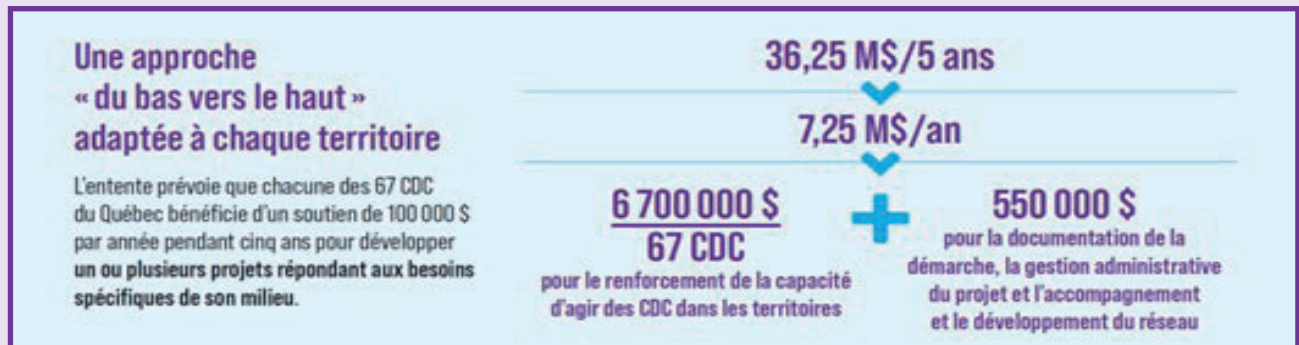 Une approche
« du bas vers le haut »
adaptée à chaque territoire
L'entente prévoie que chacune des 67 CDC
du Québec bénéficie d'un soutien de 100 000 $
par année pendant cinq ans pour développer
un ou plusieurs projets répondant aux besoins
spécifiques de son milieu.
36,25 M$/5 ans
7,25 M$/an
6 700 000 $
67 CDC
pour le renforcement de la capacité
d'agir des CDC dans les territoires
+
550 000 $
pour la documentation de la
démarche, la gestion administrative
du projet et l'accompagnement
et le développement du réseau